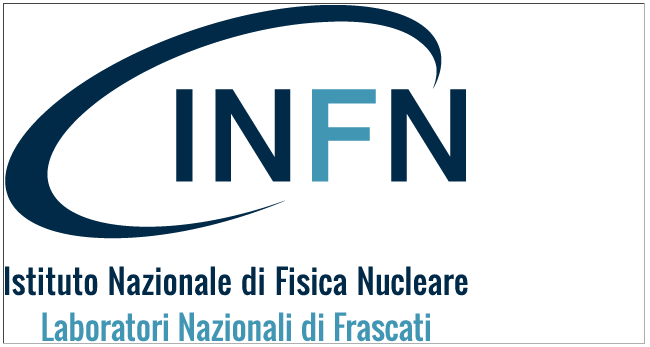 INFN
Istituto Nazionale di Fisica Nucleare
Laboratori Nazionali di Frascati